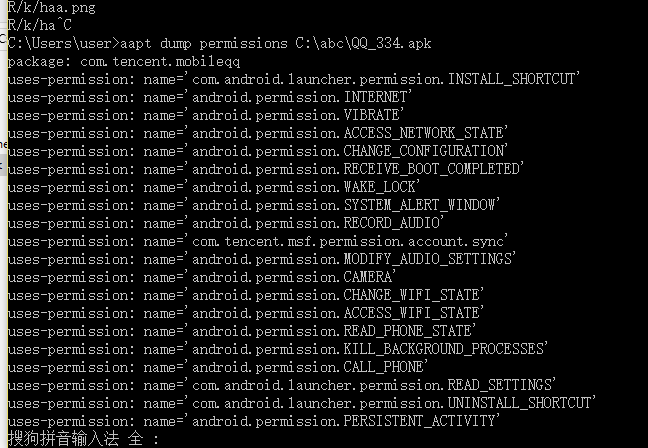 R/k/haa.png
R/k/ha^C
C:\Users\user>aapt dump permissions C:\abc\QQ_334.apk
package: com.tencent.mobileqq
uses-permission: name='com.android.launcher.permission.INSTALL_SHORTCUT'
uses-permission: name='android.permission.INTERNET'
uses-permission: name='android.permission.VIBRATE'
uses-permission: name='android.permission.ACCESS_NETWORK_STATE'
uses-permission: name='android.permission.CHANGE_CONFIGURATION'
uses-permission: name='android.permission.RECEIVE_BOOT_COMPLETED'
uses-permission: name='android.permission.WAKE_LOCK'
uses-permission: name='android.permission.SYSTEM_ALERT_WINDOW'
uses-permission: name='android.permission.RECORD_AUDIO'
uses-permission: name='com.tencent.msf.permission.account.sync'
uses-permission: name='android.permission.MODIFY_AUDIO_SETTINGS'
uses-permission: name='android.permission.CAMERA'
uses-permission: name='android.permission.CHANGE_WIFI_STATE'
uses-permission: name='android.permission.ACCESS_WIFI_STATE'
uses-permission: name='android.permission.READ_PHONE_STATE'
uses-permission: name='android.permission.KILL_BACKGROUND_PROCESSES'
uses-permission: name='android.permission.CALL_PHONE'
uses-permission: name='com.android.launcher.permission.READ_SETTINGS'
uses-permission: name='com.android.launcher.permission.UNINSTALL_SHORTCUT'
uses-permission: name='android.permission.PERSISTENT_ACTIVITY'
搜狗拼音输入法 全 :